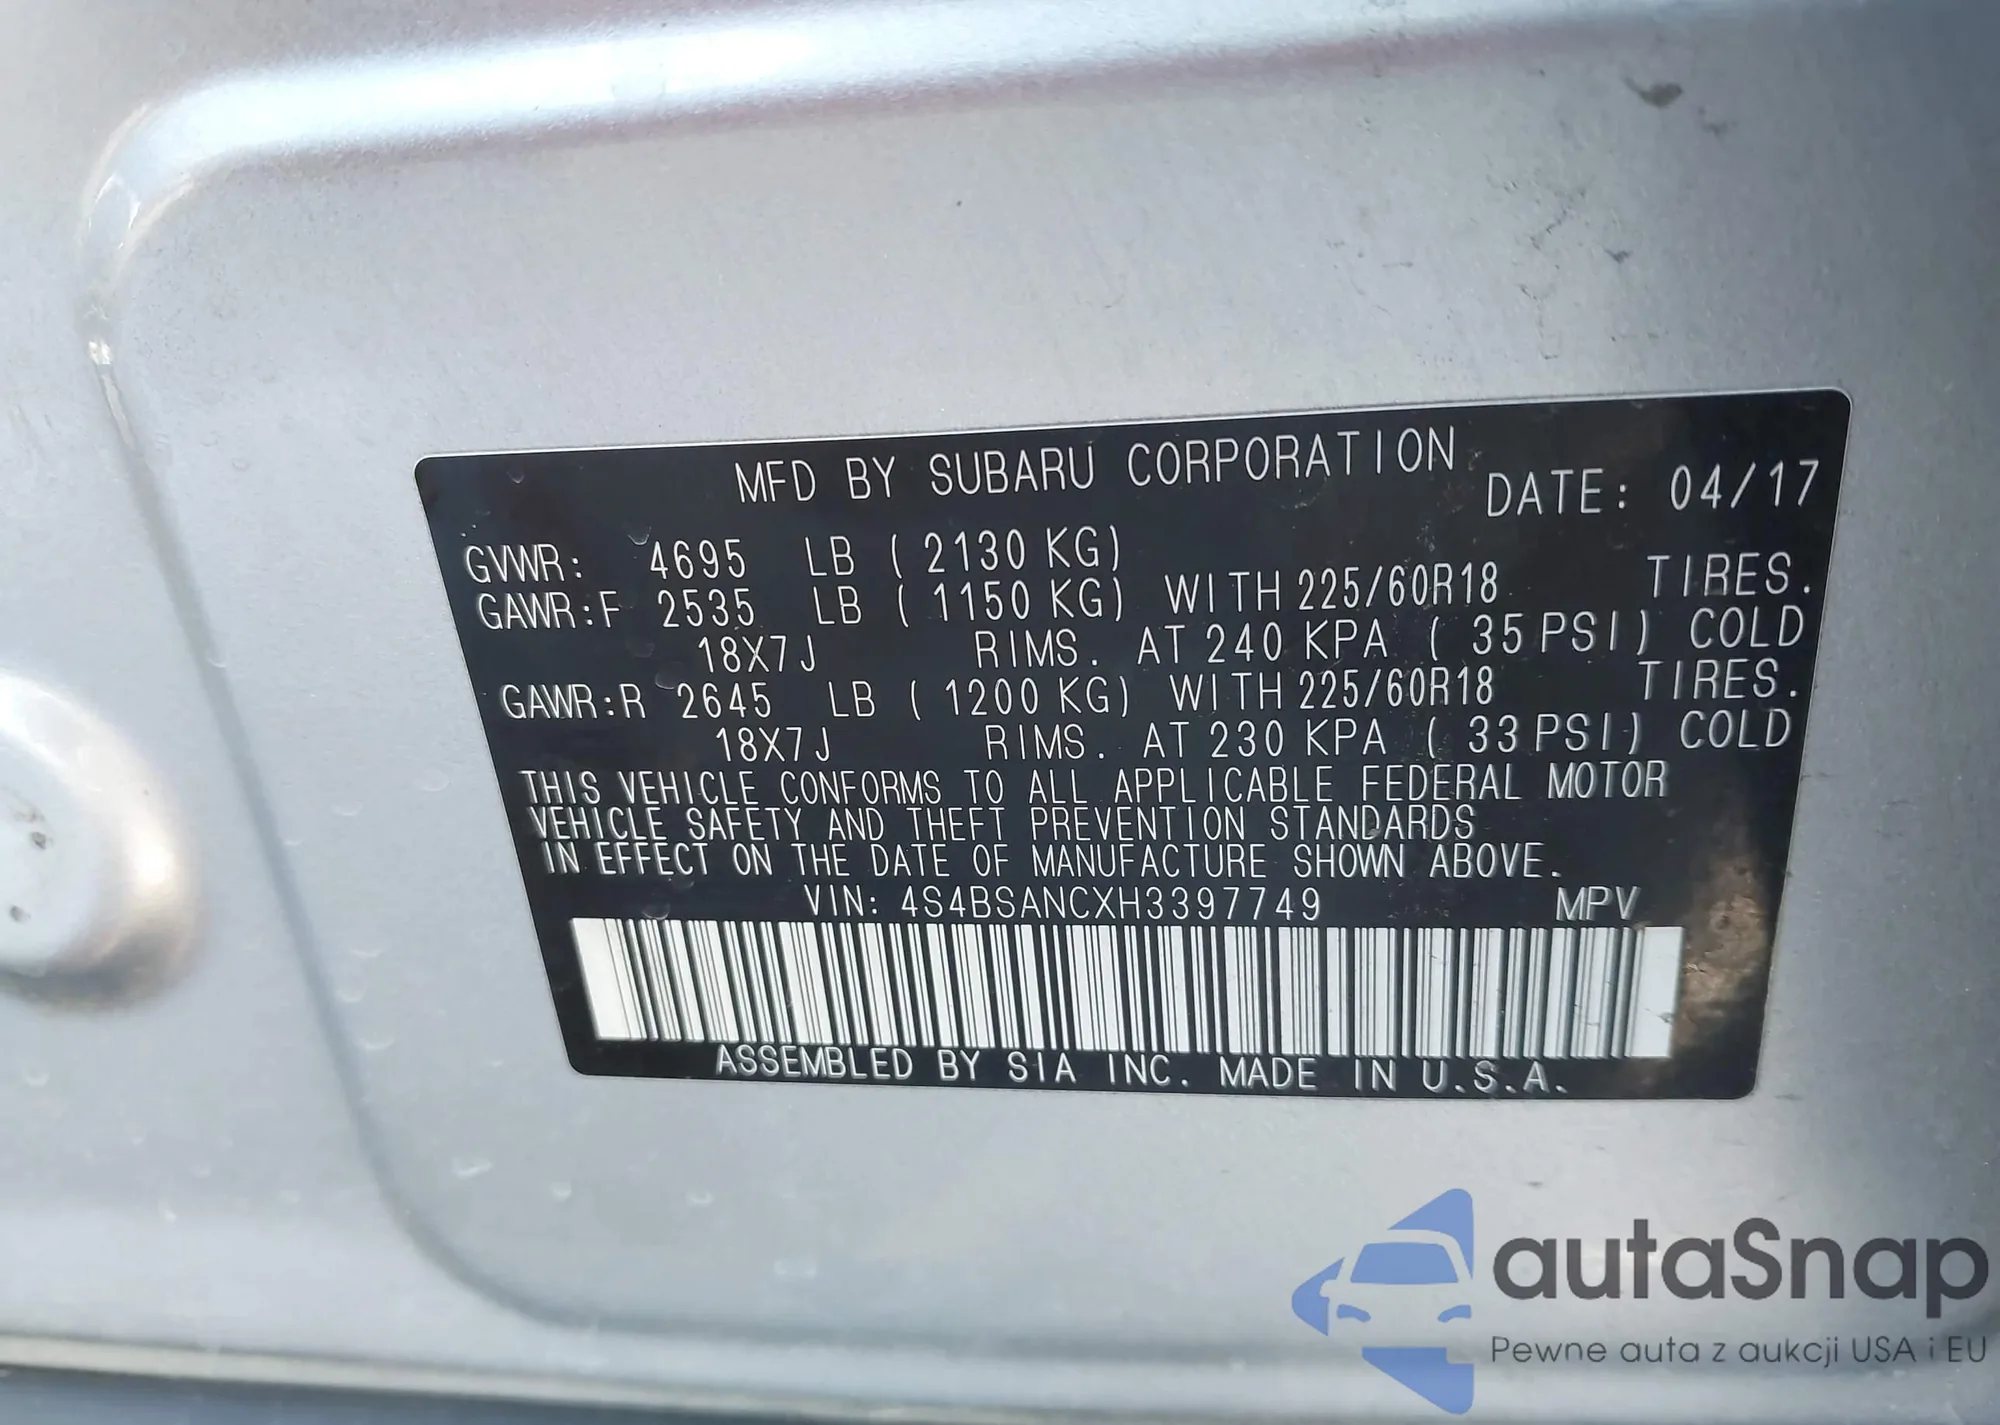 MFD BY SUBARU CORPORATION DATE: 04/17
GVWR: 4695 LB ( 2130 KG)
GAWR:F 2535 LB ( 1150 KG) WITH 225/60R18 TIRES.
18X7J RIMS. AT 240 KPA ( 35 PSI) COLD
GAWR:R 2645 LB ( 1200 KG) WITH 225/60R18 TIRES.
18X7J RIMS. AT 230 KPA ( 33 PSI) COLD
THIS VEHICLE CONFORMS TO ALL APPLICABLE FEDERAL MOTOR
VEHICLE SAFETY AND THEFT PREVENTION STANDARDS
IN EFFECT ON THE DATE OF MANUFACTURE SHOWN ABOVE.
VIN: 4S4BSANCXH3397749 MPV
ASSEMBLED BY SIA INC. MADE IN U.S.A.
autaSnap
Pewne auta z aukcji USA i EU